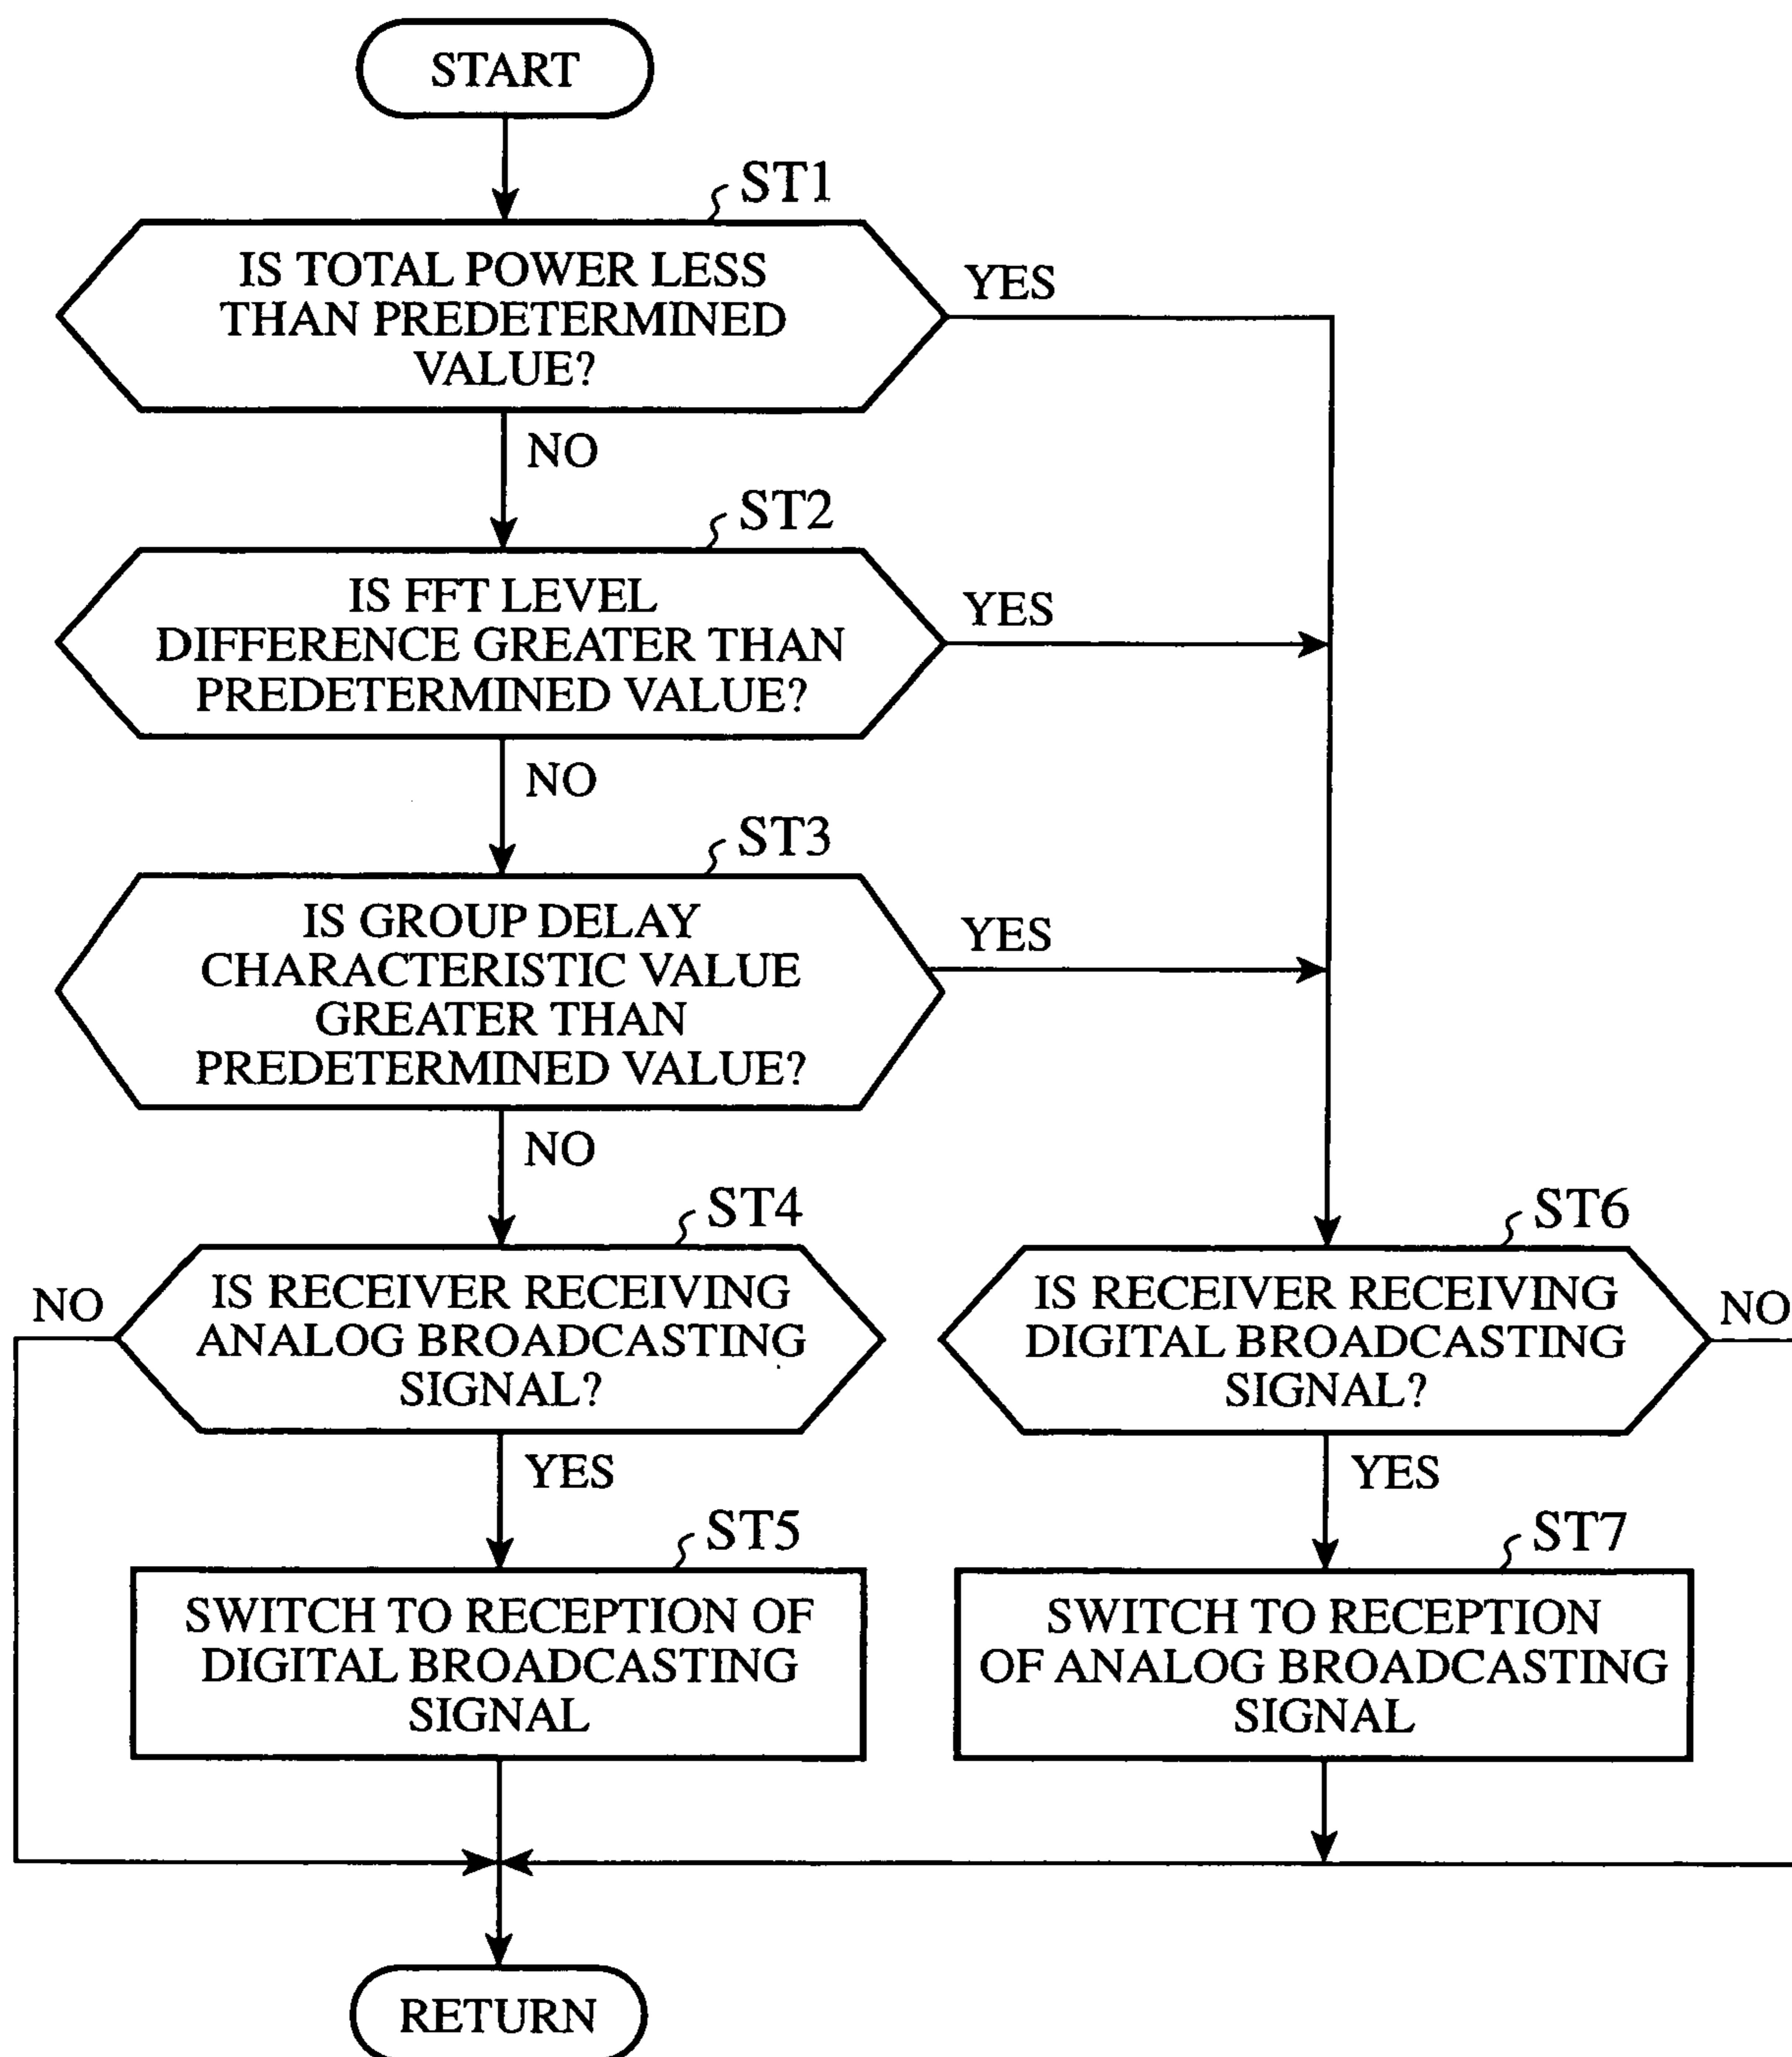 START
ST1
IS TOTAL POWER LESS
THAN PREDETERMINED
VALUE?
YES
NO
ST2
IS FFT LEVEL
DIFFERENCE GREATER THAN
PREDETERMINED VALUE?
YES
NO
ST3
IS GROUP DELAY
CHARACTERISTIC VALUE
GREATER THAN
PREDETERMINED VALUE?
YES
NO
ST4
NO
IS RECEIVER RECEIVING
ANALOG BROADCASTING
SIGNAL?
YES
ST6
IS RECEIVER RECEIVING
DIGITAL BROADCASTING
SIGNAL?
NO
YES
ST5
SWITCH TO RECEPTION OF
DIGITAL BROADCASTING
SIGNAL
ST7
SWITCH TO RECEPTION
OF ANALOG BROADCASTING
SIGNAL
RETURN